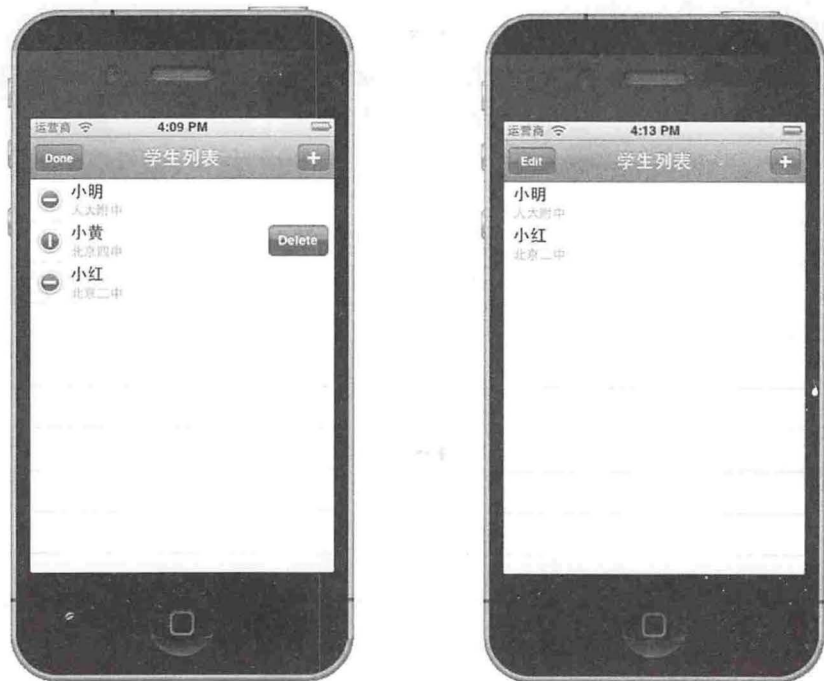 运营商 4:09 PM
Done 学生列表 +
小明
人大附中
小黄
北京四中
Delete
小红
北京二中
运营商 4:13 PM
Edit 学生列表 +
小明
人大附中
小红
北京二中